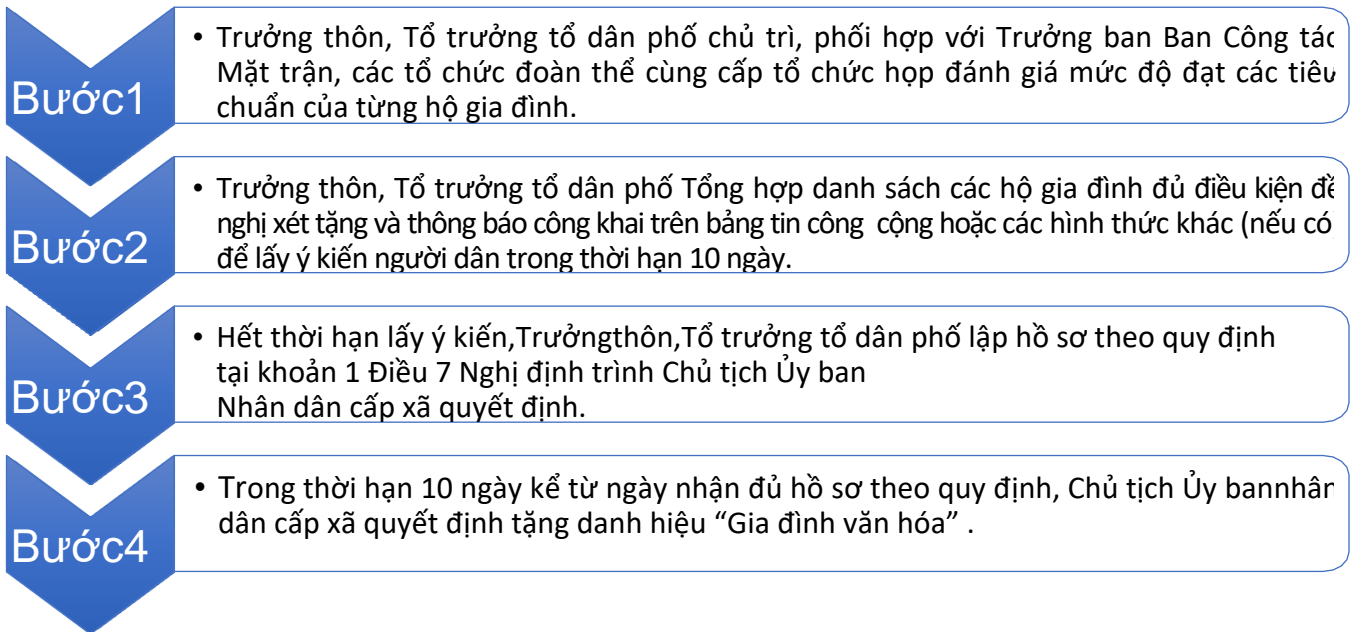 Bước1
• Trưởng thôn, Tổ trưởng tổ dân phố chủ trì, phối hợp với Trưởng ban Ban Công tác
Mặt trận, các tổ chức đoàn thể cùng cấp tổ chức họp đánh giá mức độ đạt các tiêu
chuẩn của từng hộ gia đình.
Bước2
• Trưởng thôn, Tổ trưởng tổ dân phố Tổng hợp danh sách các hộ gia đình đủ điều kiện đề
nghị xét tặng và thông báo công khai trên bảng tin công cộng hoặc các hình thức khác (nếu có)
để lấy ý kiến người dân trong thời hạn 10 ngày.
Bước3
• Hết thời hạn lấy ý kiến,Trưởngthôn,Tổ trưởng tổ dân phố lập hồ sơ theo quy định
tại khoản 1 Điều 7 Nghị định trình Chủ tịch Ủy ban
Nhân dân cấp xã quyết định.
Bước4
• Trong thời hạn 10 ngày kể từ ngày nhận đủ hồ sơ theo quy định, Chủ tịch Ủy bannhân
dân cấp xã quyết định tặng danh hiệu “Gia đình văn hóa” .